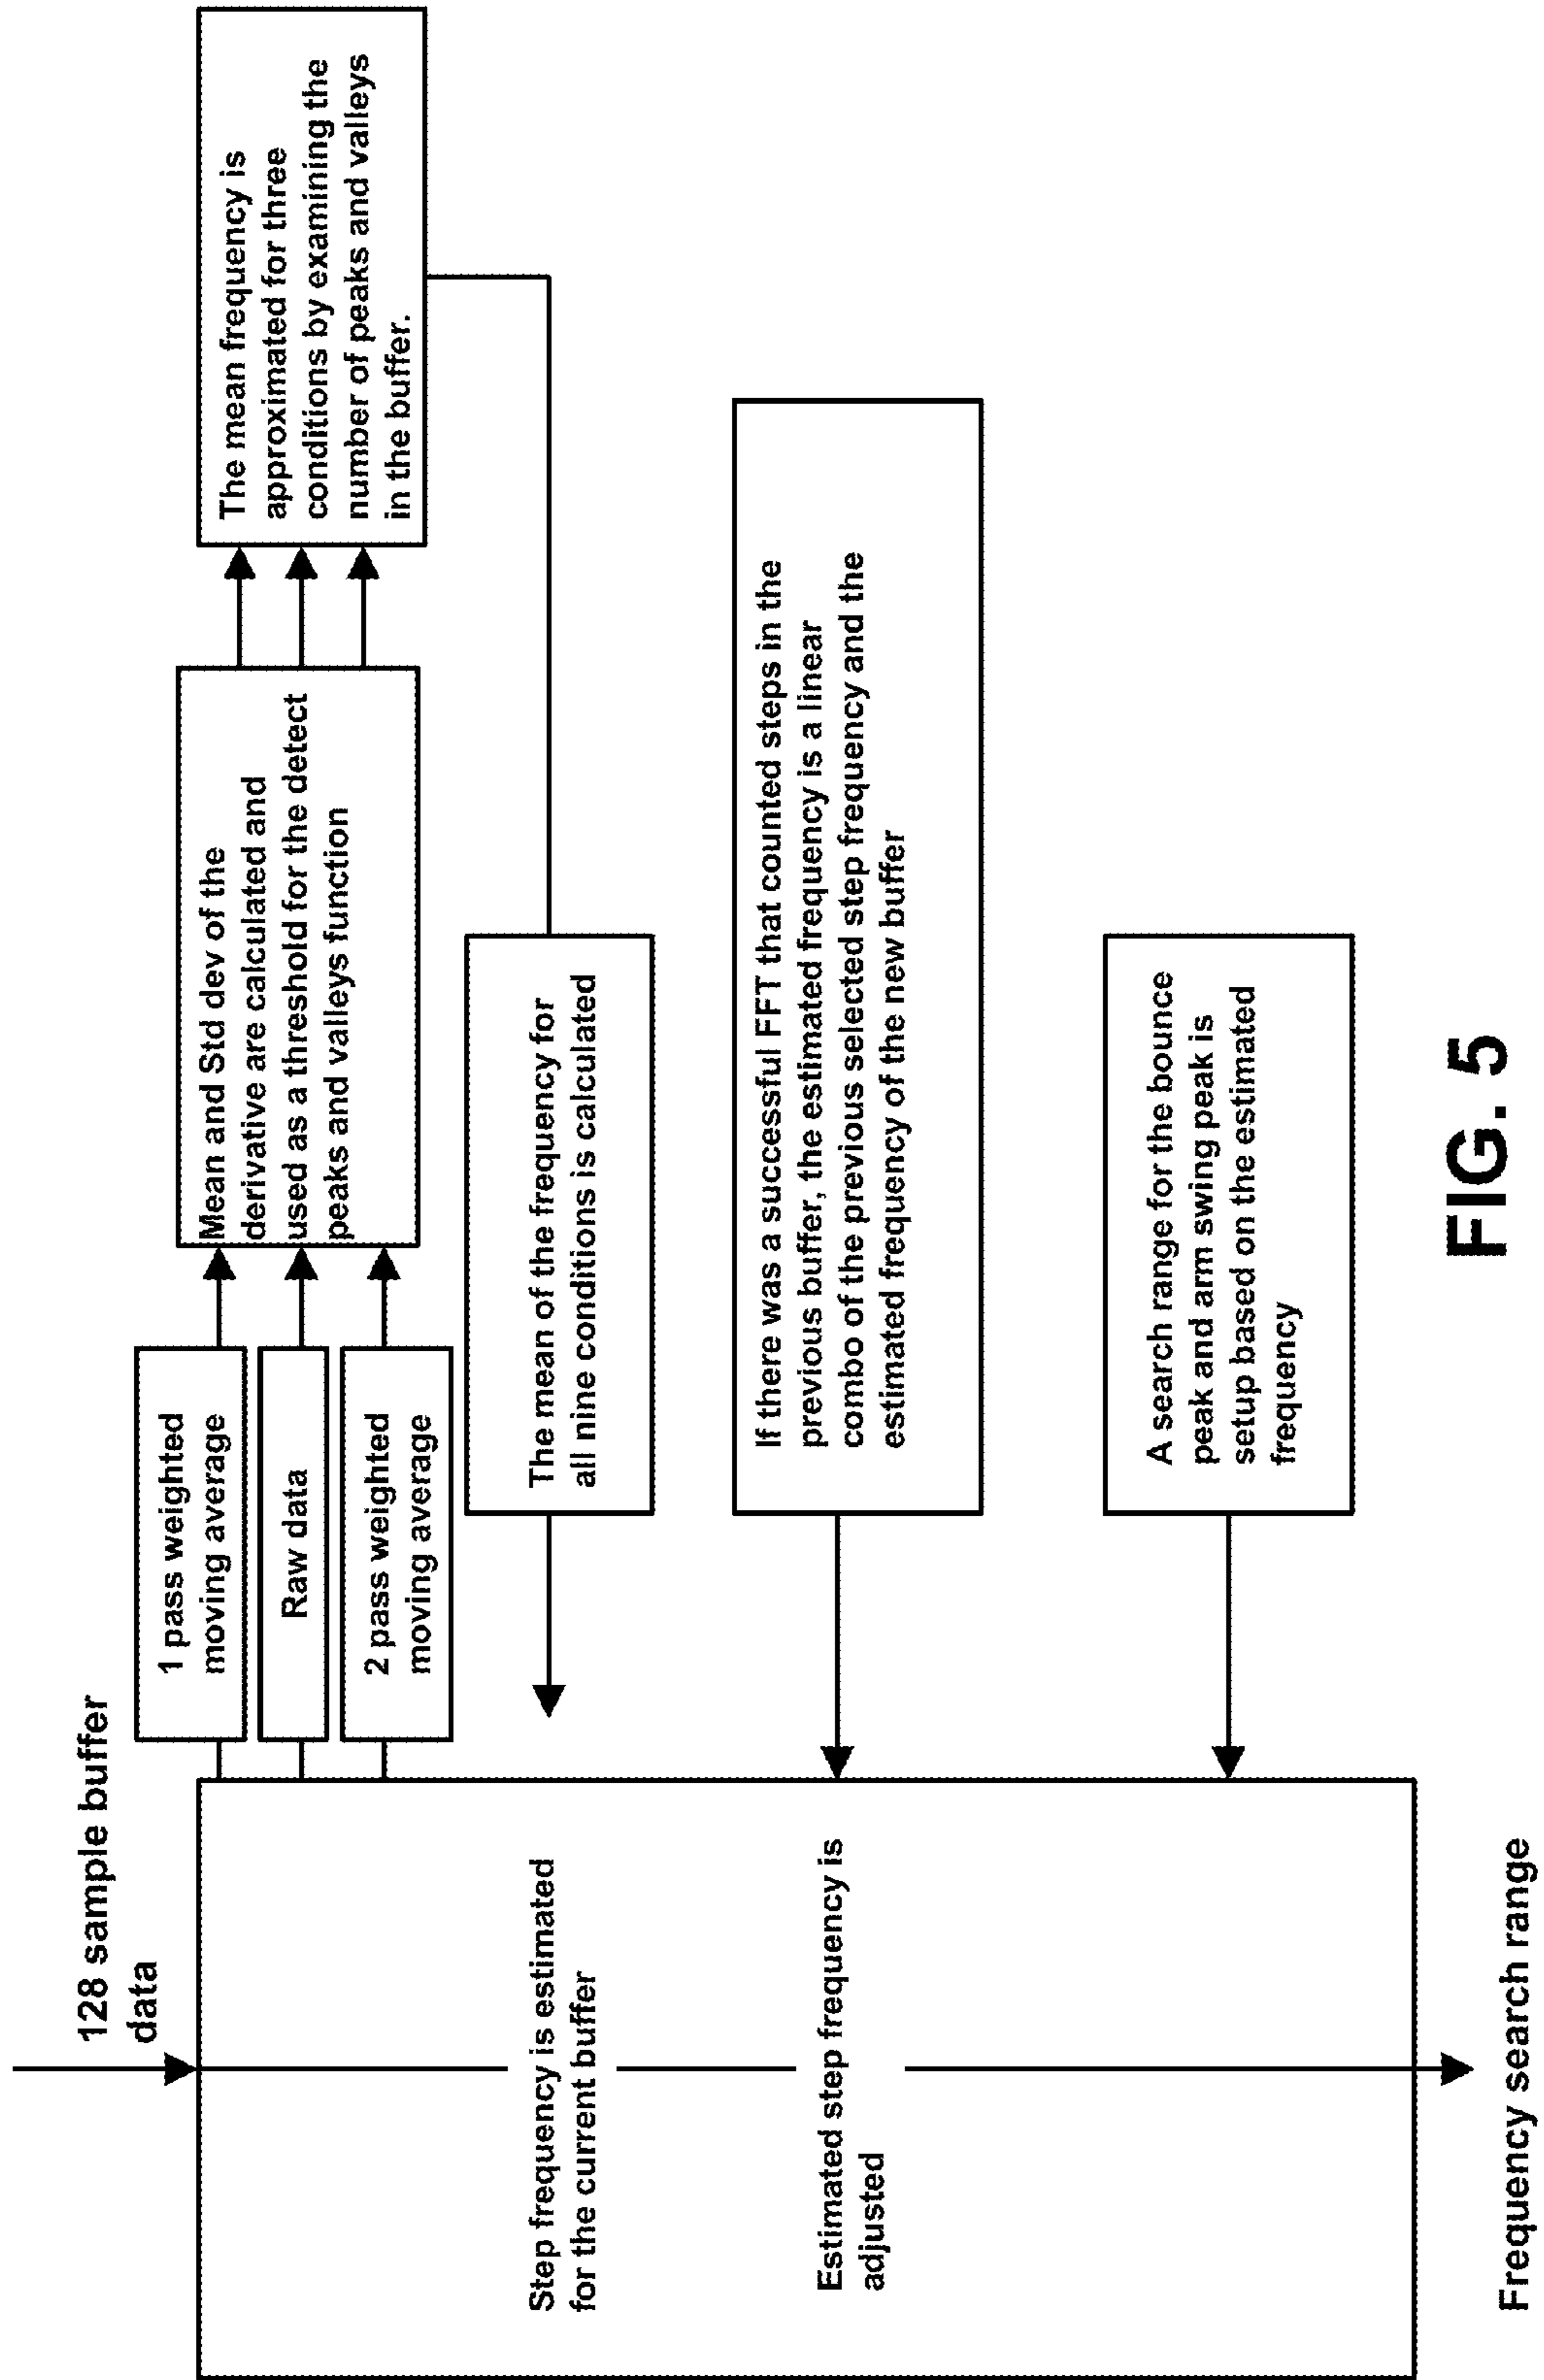 128 sample buffer
data
1 pass weighted
moving average
Raw data
2 pass weighted
moving average
Mean and Std dev of the
derivative are calculated and
used as a threshold for the detect
peaks and valleys function
The mean frequency is
approximated for three
conditions by examining the
number of peaks and valleys
in the buffer.
Step frequency is estimated
for the current buffer
The mean of the frequency for
all nine conditions is calculated
Estimated step frequency is
adjusted
If there was a successful FFT that counted steps in the
previous buffer, the estimated frequency is a linear
combo of the previous selected step frequency and the
estimated frequency of the new buffer
A search range for the bounce
peak and arm swing peak is
setup based on the estimated
frequency
Frequency search range
FIG. 5